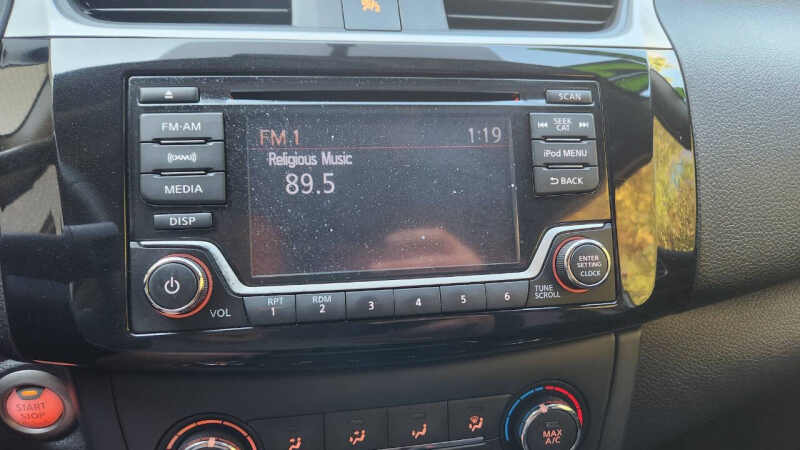 SCAN
FM·AM
MEDIA
DISP
FM 1 1:19
Religious Music
89.5
SEEK
CAT
iPod MENU
BACK
VOL
RPT
1
RDM
2
3
4
5
6
TUNE
SCROLL
ENTER
SETTING
CLOCK
START
STOP
MAX
A/C